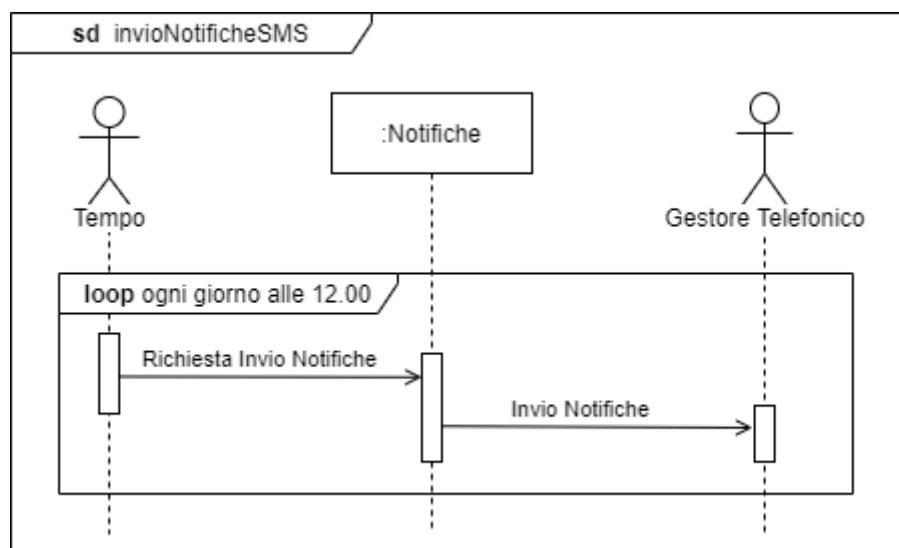 sd invioNotificheSMS
:Notifiche
Tempo
Gestore Telefonico
loop ogni giorno alle 12.00
Richiesta Invio Notifiche
Invio Notifiche